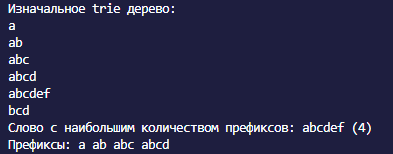 Изначальное trie дерево:
a
ab
abc
abcd
abcdef
bcd
Слово с наибольшим количеством префиксов: abcdef (4)
Префиксы: a ab abc abcd